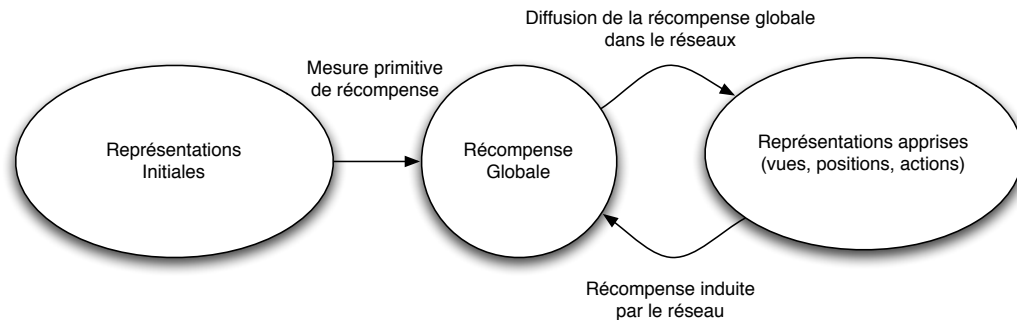 Diffusion de la récompense globale
dans le réseaux
Mesure primitive
de récompense
Représentations
Initiales
Récompense
Globale
Représentations apprises
(vues, positions, actions)
Récompense induite
par le réseau